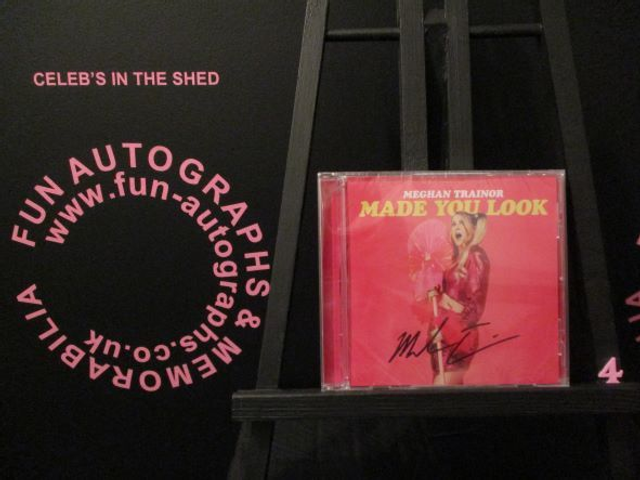 CELEB'S IN THE SHED
FUN AUTOGRAPHS & MEMORABILIA
www.fun-autographs.co.uk
MEGHAN TRAINOR
MADE YOU LOOK
4